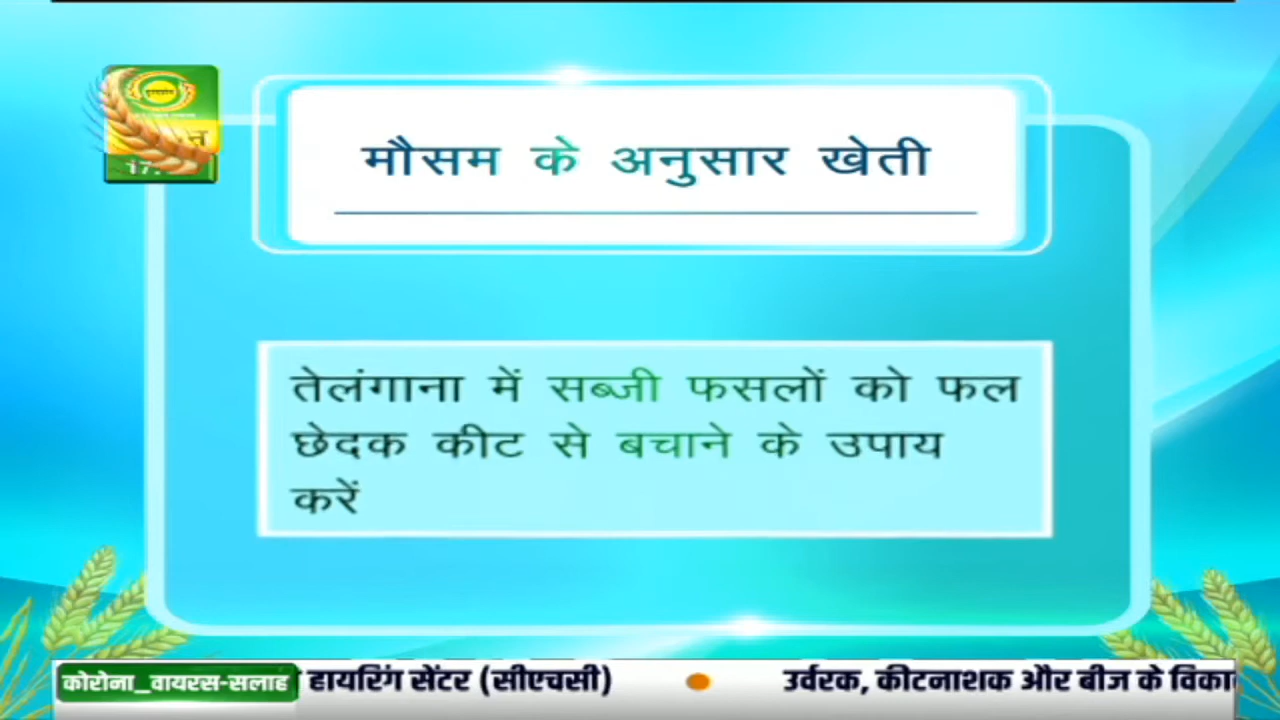 मौसम के अनुसार खेती
तेलंगाना में सब्जी फसलों को फल
छेदक कीट से बचाने के उपाय
करें
कोरोना_वायरस-सलाह
हायरिंग सेंटर (सीएचसी)
उर्वरक, कीटनाशक और बीज के